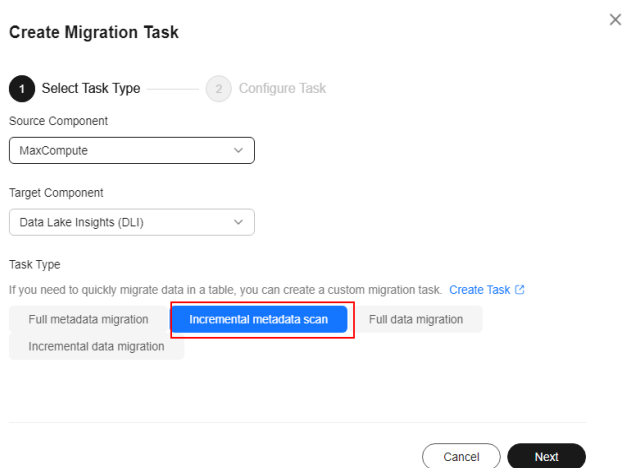 Create Migration Task
1 Select Task Type 2 Configure Task
Source Component
MaxCompute
Target Component
Data Lake Insights (DLI)
Task Type
If you need to quickly migrate data in a table, you can create a custom migration task. Create Task
Full metadata migration Incremental metadata scan Full data migration
Incremental data migration
Cancel Next